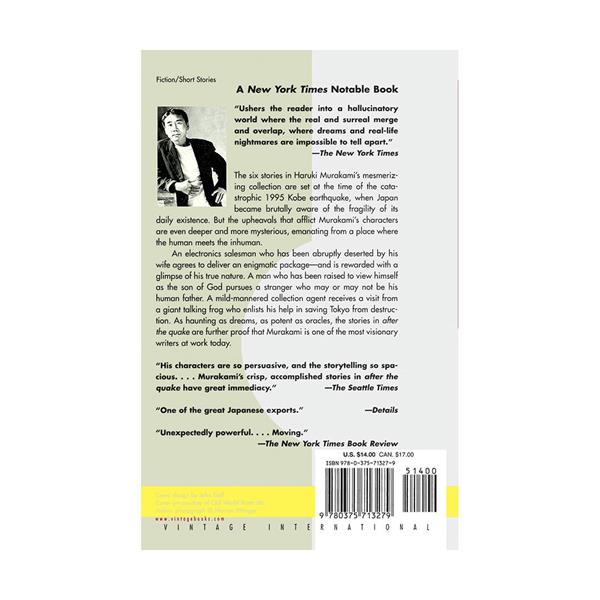 Fiction/Short Stories
A New York Times Notable Book
“Ushers the reader into a hallucinatory
world where the real and surreal merge
and overlap, where dreams and real-life
nightmares are impossible to tell apart.”
—The New York Times
The six stories in Haruki Murakami’s mesmeriz-
ing collection are set at the time of the cata-
strophic 1995 Kobe earthquake, when Japan
became brutally aware of the fragility of its
daily existence. But the upheavals that afflict Murakami’s characters
are even deeper and more mysterious, emanating from a place where
the human meets the inhuman.
An electronics salesman who has been abruptly deserted by his
wife agrees to deliver an enigmatic package—and is rewarded with a
glimpse of his true nature. A man who has been raised to view himself
as the son of God pursues a stranger who may or may not be his
human father. A mild-mannered collection agent receives a visit from
a giant talking frog who enlists his help in saving Tokyo from destruc-
tion. As haunting as dreams, as potent as oracles, the stories in after
the quake are further proof that Murakami is one of the most visionary
writers at work today.
“His characters are so persuasive, and the storytelling so spa-
cious. . . . Murakami’s crisp, accomplished stories in after the
quake have great immediacy.” —The Seattle Times
“One of the great Japanese exports.” —Details
“Unexpectedly powerful. . . . Moving.”
—The New York Times Book Review
U.S. $14.00 CAN. $17.00
ISBN 978-0-375-71327-9
51400
9 780375 713279
Cover design by John Gall
www.vintagebooks.com
VINTAGE INTERNATIONAL